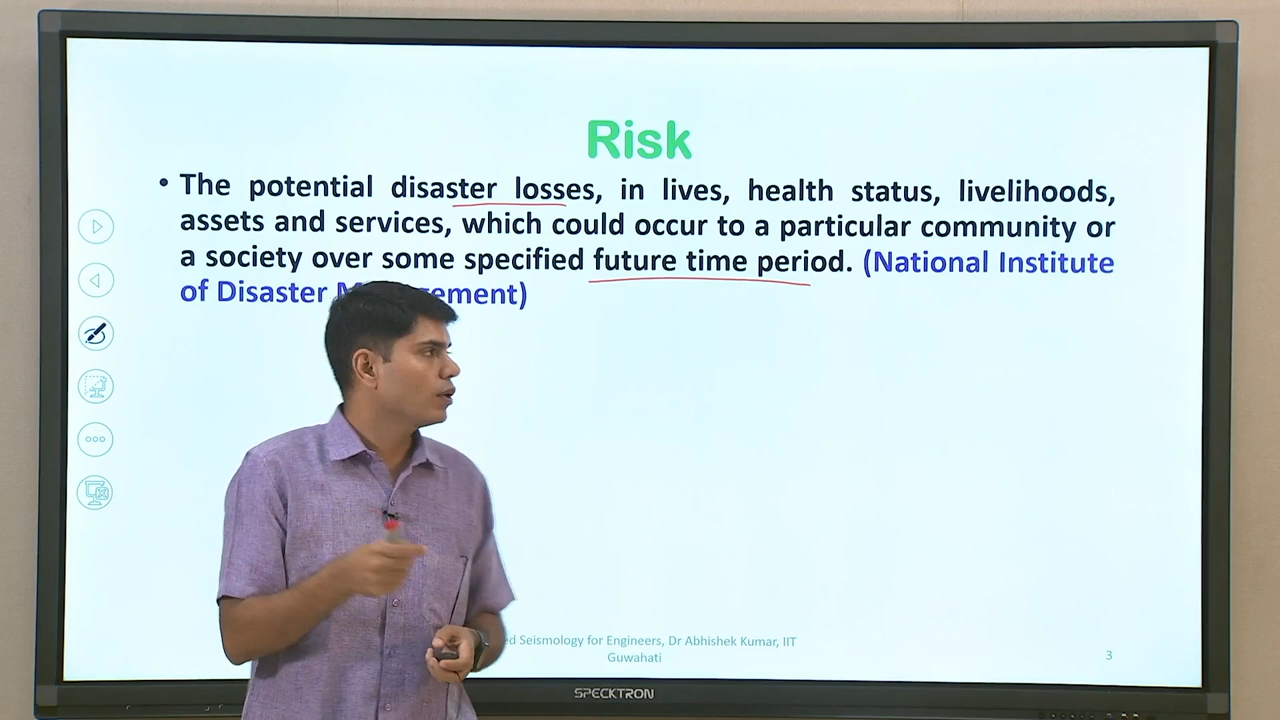 Risk
• The potential disaster losses, in lives, health status, livelihoods,
assets and services, which could occur to a particular community or
a society over some specified future time period. (National Institute
of Disaster Management)
Seismology for Engineers, Dr Abhishek Kumar, IIT
Guwahati
3
SPECKTRON